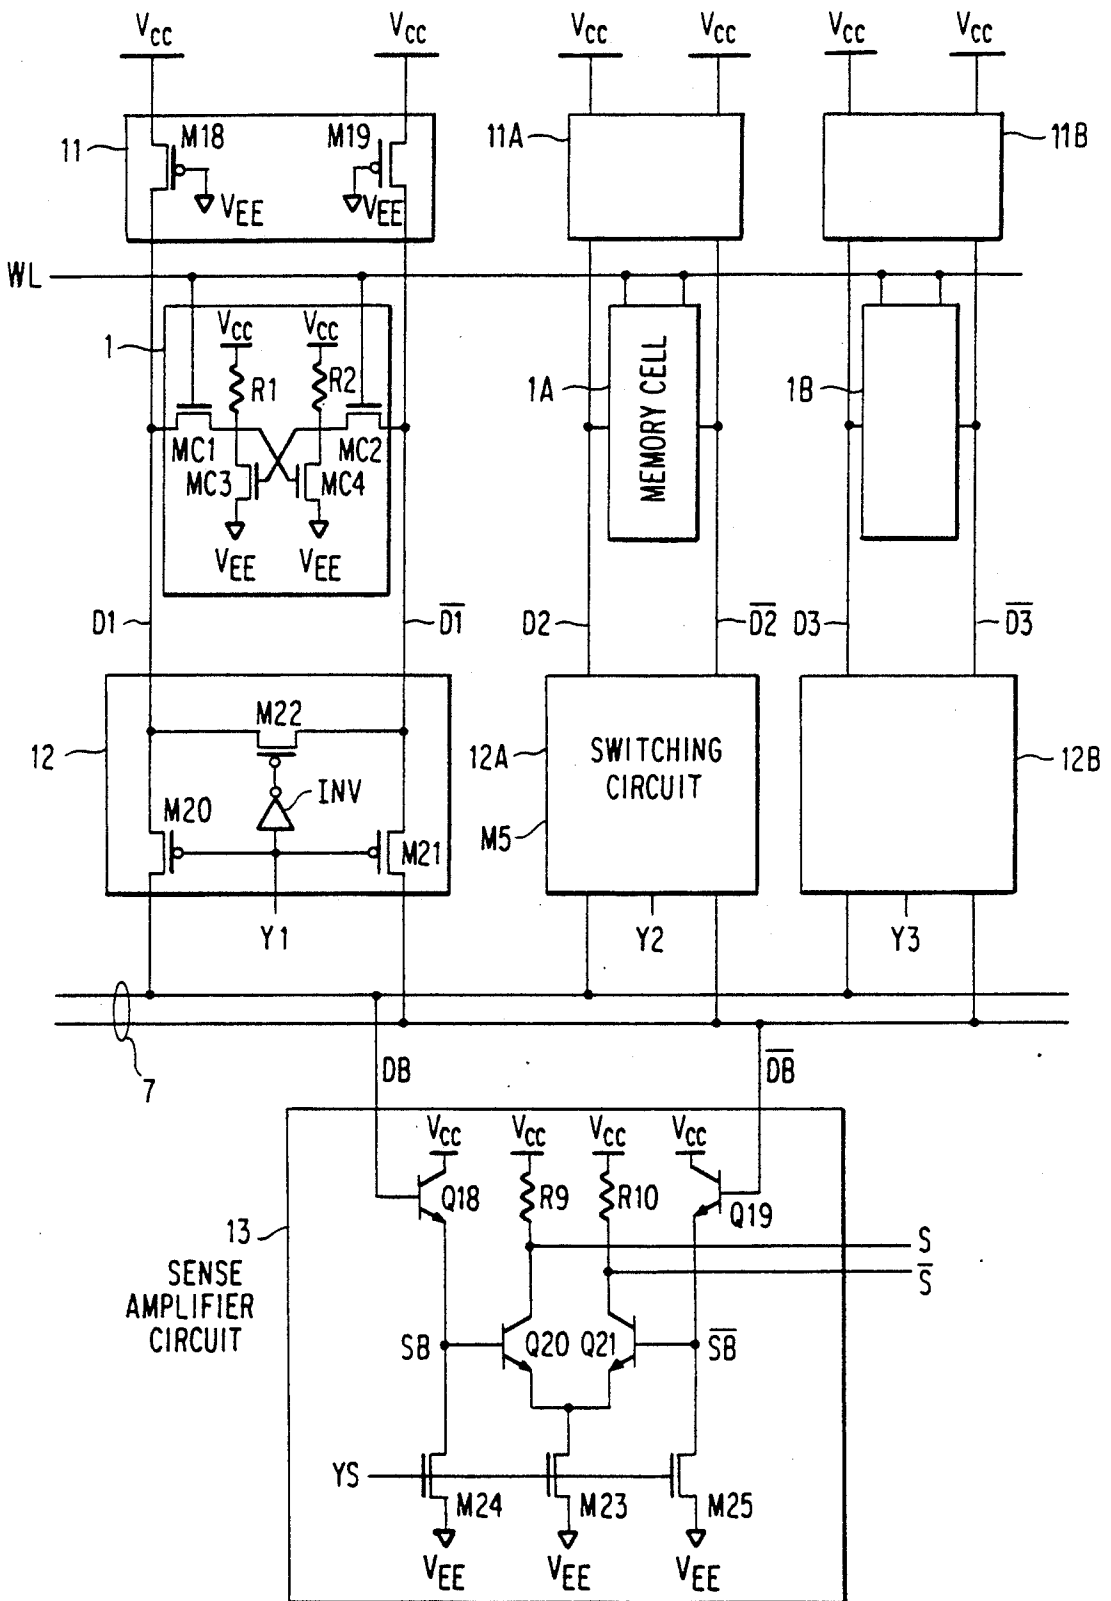 Vcc Vcc Vcc Vcc Vcc Vcc
11 M18 M19 11A 11B
VEE VEE
WL
1 Vcc Vcc
R1 R2 1A MEMORY CELL 1B
MC1 MC2
MC3 MC4
VEE VEE
D1 D1̅ D2 D2̅ D3 D3̅
12 M22 12A SWITCHING CIRCUIT 12B
INV
M20 M21 M5
Y1 Y2 Y3
7
DB D̅B̅
Vcc Vcc Vcc Vcc
Q18 R9 R10 Q19
13
SENSE
AMPLIFIER
CIRCUIT
S
S̅
SB Q20 Q21 S̅B̅
YS
M24 M23 M25
VEE VEE VEE